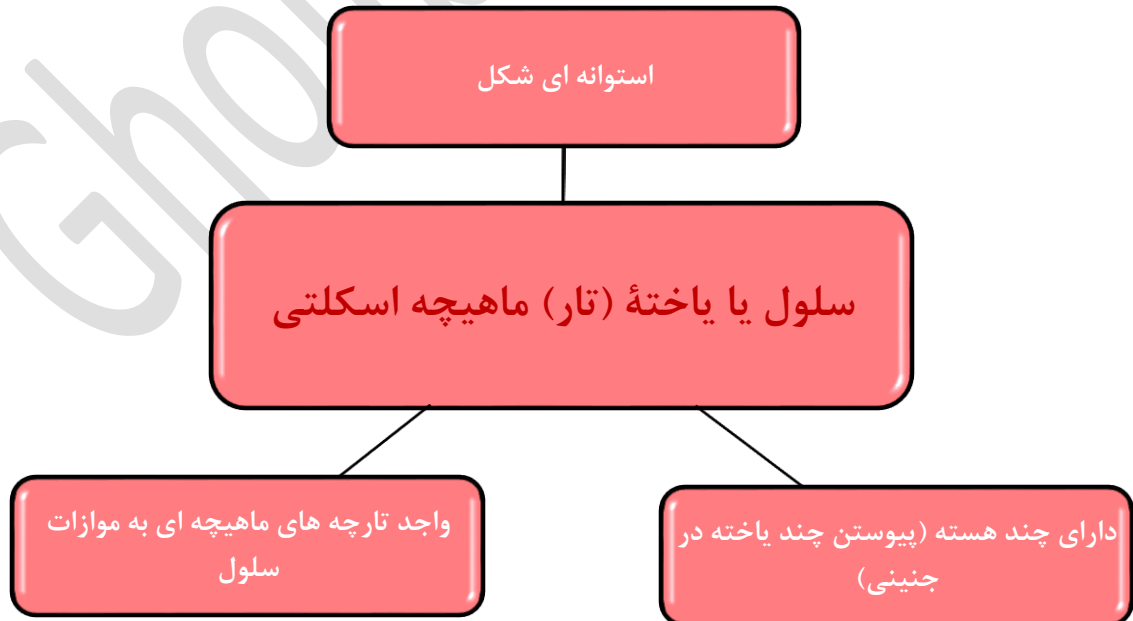 استوانه ای شکل
سلول یا یاختهٔ (تار) ماهیچه اسکلتی
دارای چند هسته (پیوستن چند یاخته در
جنینی)
واجد تارچه های ماهیچه ای به موازات
سلول